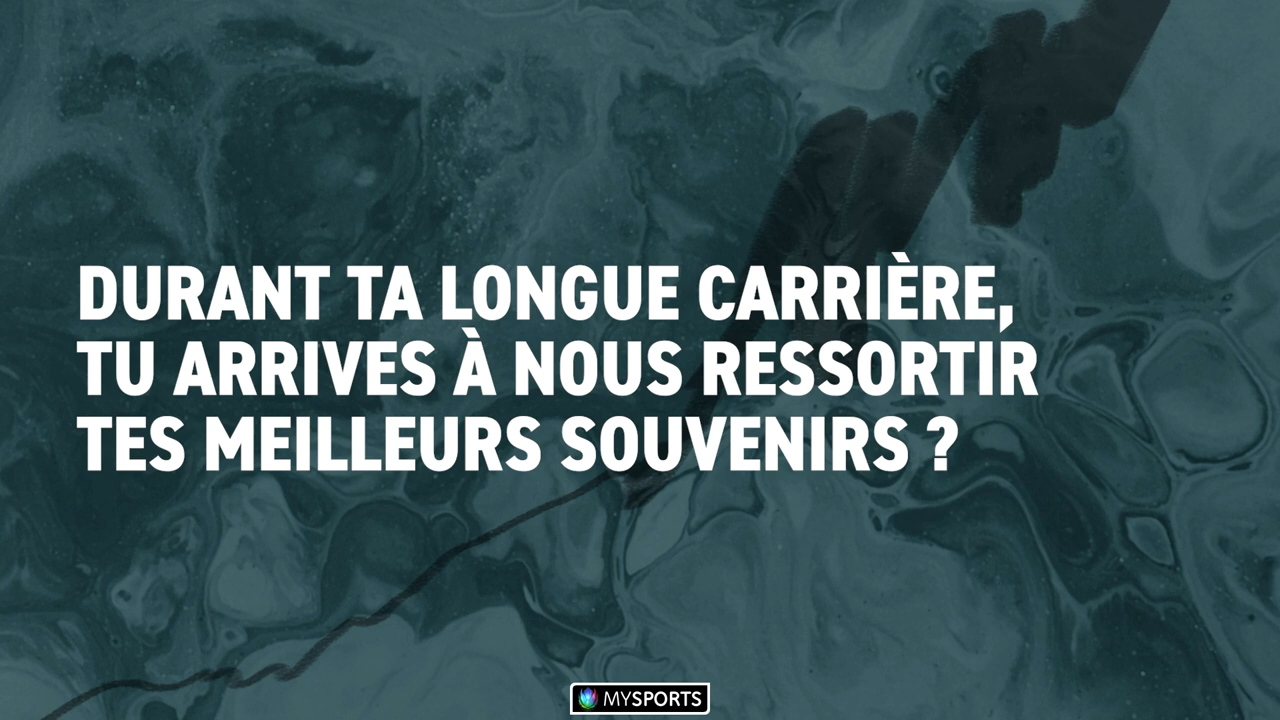 DURANT TA LONGUE CARRIÈRE,
TU ARRIVES À NOUS RESSORTIR
TES MEILLEURS SOUVENIRS ?
MYSPORTS